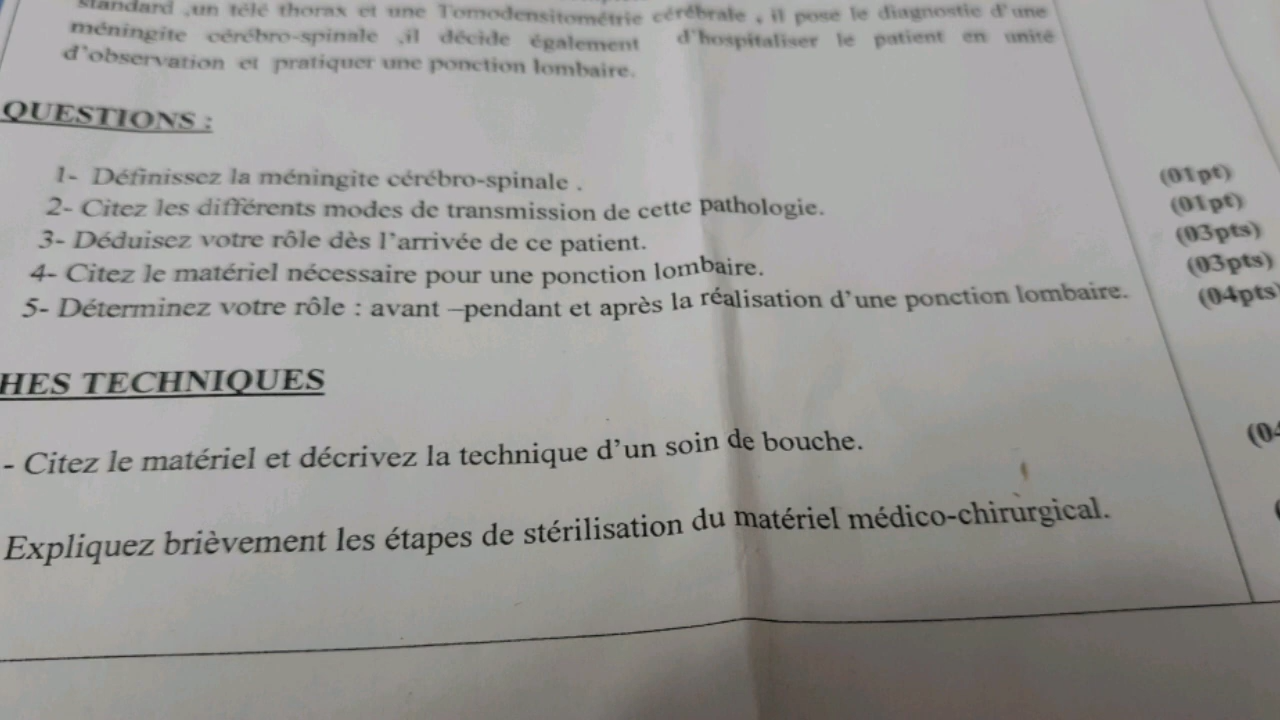 standard ,un télé thorax et une Tomodensitométrie cérébrale , il pose le diagnostic d'une
méningite cérébro-spinale ,il décide également d'hospitaliser le patient en unité
d'observation et pratiquer une ponction lombaire.
QUESTIONS :
1- Définissez la méningite cérébro-spinale . (01pt)
2- Citez les différents modes de transmission de cette pathologie. (01pt)
3- Déduisez votre rôle dès l'arrivée de ce patient. (03pts)
4- Citez le matériel nécessaire pour une ponction lombaire. (03pts)
5- Déterminez votre rôle : avant –pendant et après la réalisation d'une ponction lombaire. (04pts)
HES TECHNIQUES
- Citez le matériel et décrivez la technique d'un soin de bouche. (04
Expliquez brièvement les étapes de stérilisation du matériel médico-chirurgical. (